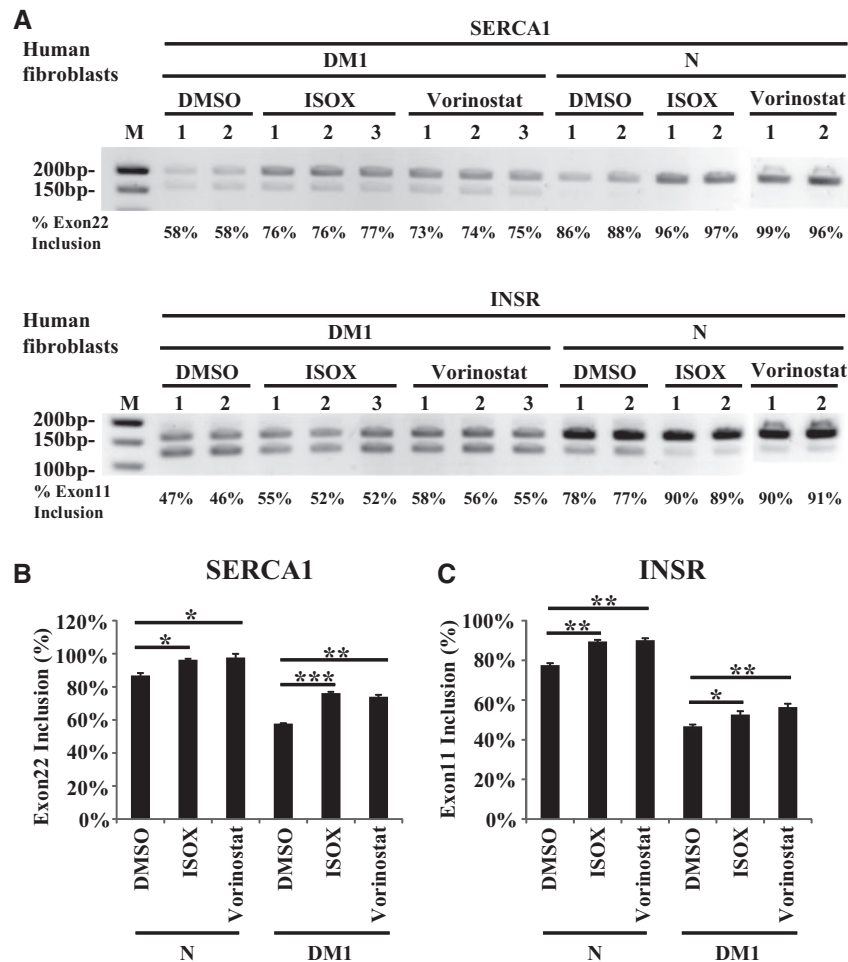 A
SERCA1
Human
fibroblasts
DM1 N
DMSO ISOX Vorinostat DMSO ISOX Vorinostat
M 1 2 1 2 3 1 2 3 1 2 1 2 1 2
200bp-
150bp-
% Exon22
Inclusion
58% 58% 76% 76% 77% 73% 74% 75% 86% 88% 96% 97% 99% 96%
INSR
Human
fibroblasts
DM1 N
DMSO ISOX Vorinostat DMSO ISOX Vorinostat
M 1 2 1 2 3 1 2 3 1 2 1 2 1 2
200bp-
150bp-
100bp-
% Exon11
Inclusion
47% 46% 55% 52% 52% 58% 56% 55% 78% 77% 90% 89% 90% 91%
B
SERCA1
Exon22 Inclusion (%)
120%
100%
80%
60%
40%
20%
0%
*
*
**
***
DMSO
ISOX
Vorinostat
DMSO
ISOX
Vorinostat
N DM1
C
INSR
Exon11 Inclusion (%)
100%
80%
60%
40%
20%
0%
**
**
**
*
DMSO
ISOX
Vorinostat
DMSO
ISOX
Vorinostat
N DM1